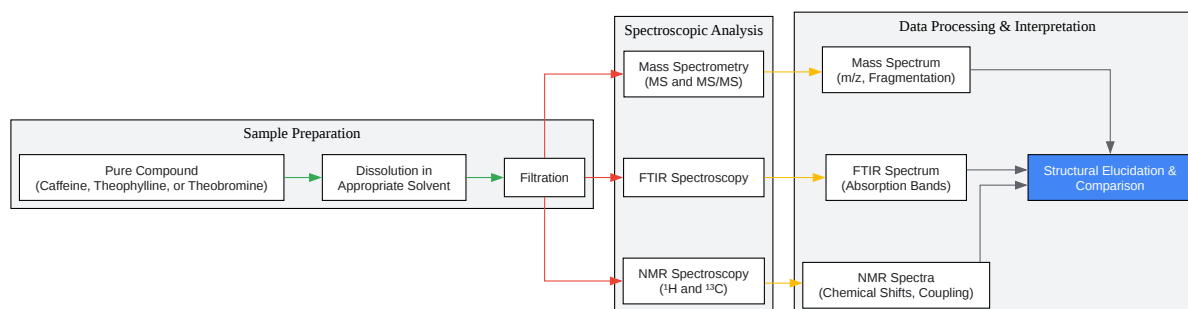 Sample Preparation
Pure Compound
(Caffeine, Theophylline, or Theobromine)
Dissolution in
Appropriate Solvent
Filtration
Spectroscopic Analysis
Mass Spectrometry
(MS and MS/MS)
FTIR Spectroscopy
NMR Spectroscopy
(¹H and ¹³C)
Data Processing & Interpretation
Mass Spectrum
(m/z, Fragmentation)
FTIR Spectrum
(Absorption Bands)
NMR Spectra
(Chemical Shifts, Coupling)
Structural Elucidation &
Comparison